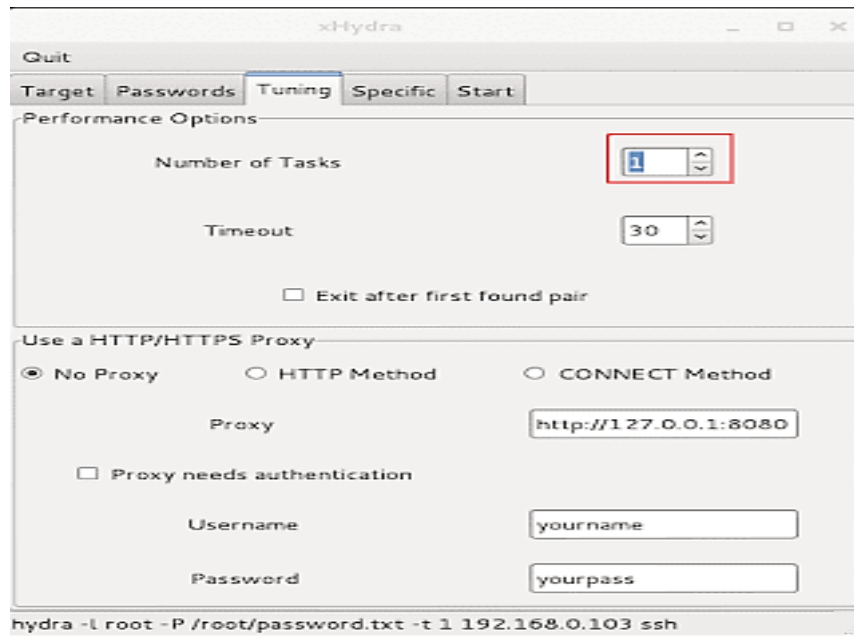 xHydra
Quit
Target Passwords Tuning Specific Start
Performance Options
Number of Tasks 1
Timeout 30
Exit after first found pair
Use a HTTP/HTTPS Proxy
No Proxy HTTP Method CONNECT Method
Proxy http://127.0.0.1:8080
Proxy needs authentication
Username yourname
Password yourpass
hydra -l root -P /root/password.txt -t 1 192.168.0.103 ssh